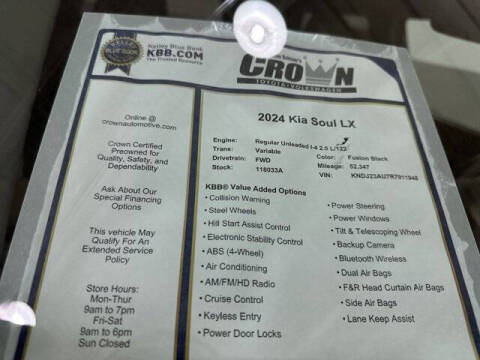 Kelley Blue Book
KBB.COM
The Trusted Resource
KELLEY
BLUE BOOK
CROWN
TOYOTA/VOLKSWAGEN
Online @
crownautomotive.com
Crown Certified
Preowned for
Quality, Safety, and
Dependability
Ask About Our
Special Financing
Options
This vehicle May
Qualify For An
Extended Service
Policy
Store Hours:
Mon-Thur
9am to 7pm
Fri-Sat
9am to 6pm
Sun Closed
2024 Kia Soul LX
Engine: Regular Unleaded I-4 2.0 L/122
Trans: Variable
Drivetrain: FWD
Stock: 118033A
Color: Fusion Black
Mileage: 52,347
VIN: KNDJ23AU7R7911948
KBB® Value Added Options
• Collision Warning
• Steel Wheels
• Hill Start Assist Control
• Electronic Stability Control
• ABS (4-Wheel)
• Air Conditioning
• AM/FM/HD Radio
• Cruise Control
• Keyless Entry
• Power Door Locks
• Power Steering
• Power Windows
• Tilt & Telescoping Wheel
• Backup Camera
• Bluetooth Wireless
• Dual Air Bags
• F&R Head Curtain Air Bags
• Side Air Bags
• Lane Keep Assist